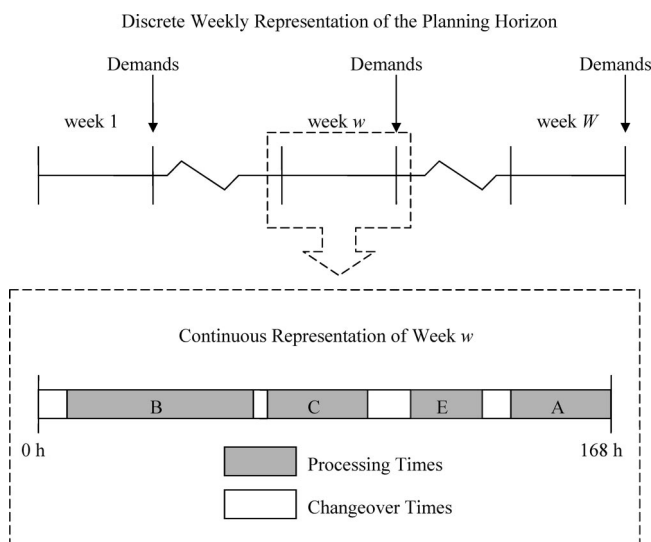 Discrete Weekly Representation of the Planning Horizon
Demands
Demands
Demands
week 1
week w
week W
Continuous Representation of Week w
B
C
E
A
0 h
168 h
Processing Times
Changeover Times